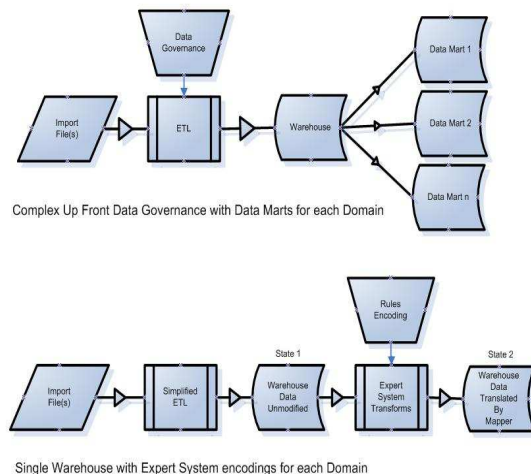 Data
Governance
Import
File(s)
ETL
Warehouse
Data Mart 1
Data Mart 2
Data Mart n
Complex Up Front Data Governance with Data Marts for each Domain
Rules
Encoding
State 1
State 2
Import
File(s)
Simplified
ETL
Warehouse
Data
Unmodified
Expert
System
Transforms
Warehouse
Data
Translated
By
Mapper
Single Warehouse with Expert System encodings for each Domain